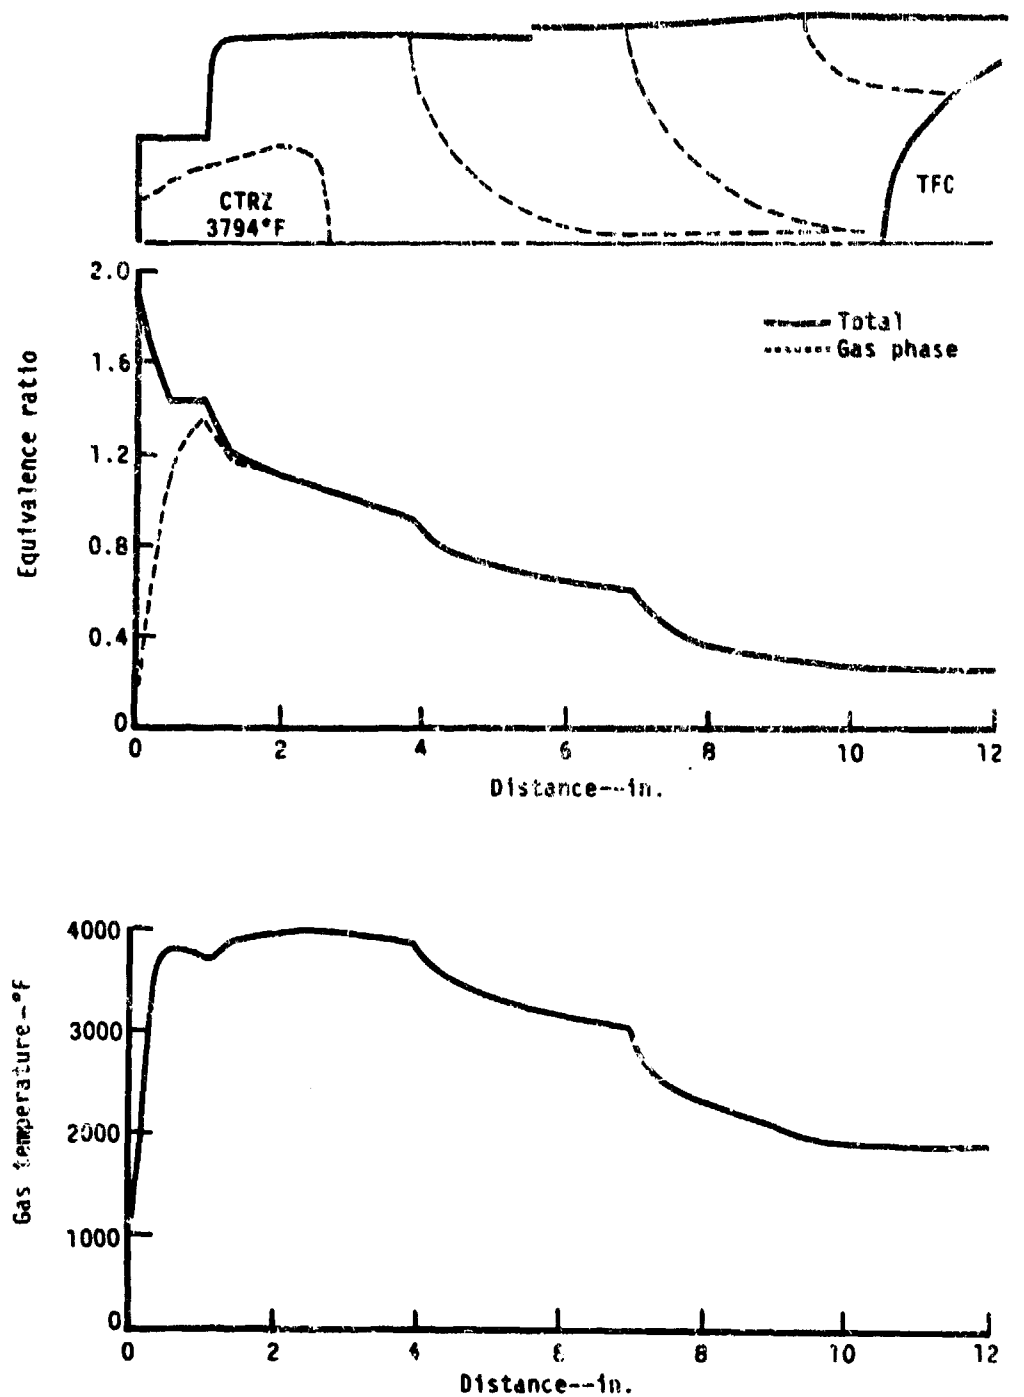 CTRZ
3794°F
TFC
2.0
1.6
1.2
0.8
0.4
0
Equivalence ratio
Total
Gas phase
0 2 4 6 8 10 12
Distance--in.
4000
3000
2000
1000
0
Gas temperature-°F
0 2 4 6 8 10 12
Distance--in.